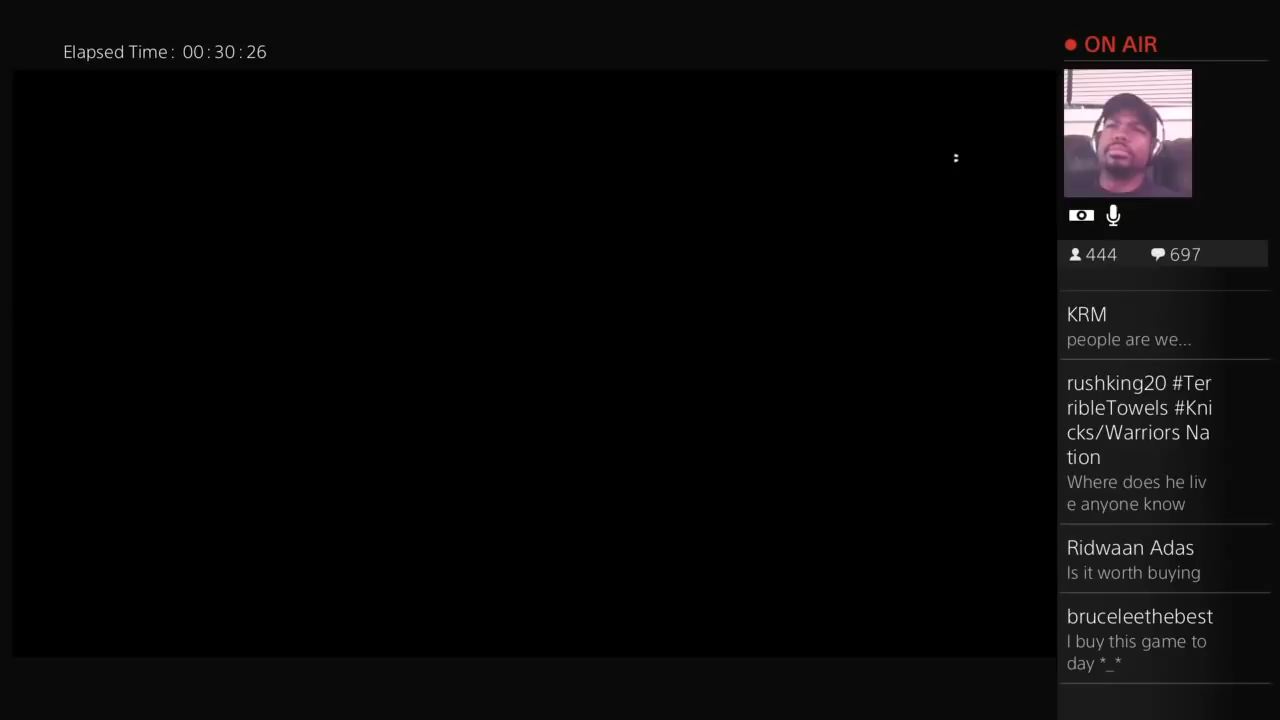 Elapsed Time: 00:30:26
ON AIR
444 697
KRM
people are we...
rushking20 #Ter
ribleTowels #Kni
cks/Warriors Na
tion
Where does he liv
e anyone know
Ridwaan Adas
Is it worth buying
bruceleethebest
I buy this game to
day *_*